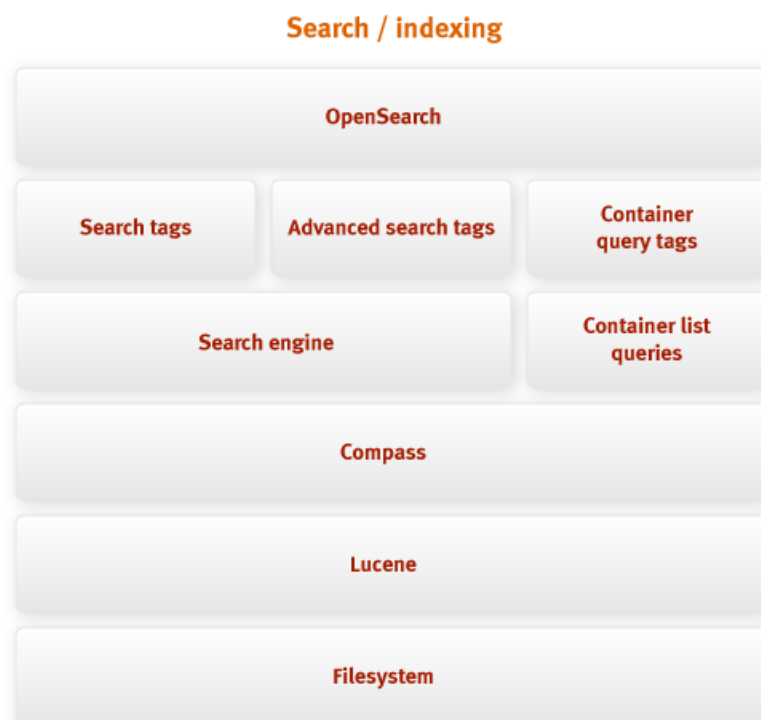 Search / indexing
OpenSearch
Search tags
Advanced search tags
Container
query tags
Search engine
Container list
queries
Compass
Lucene
Filesystem